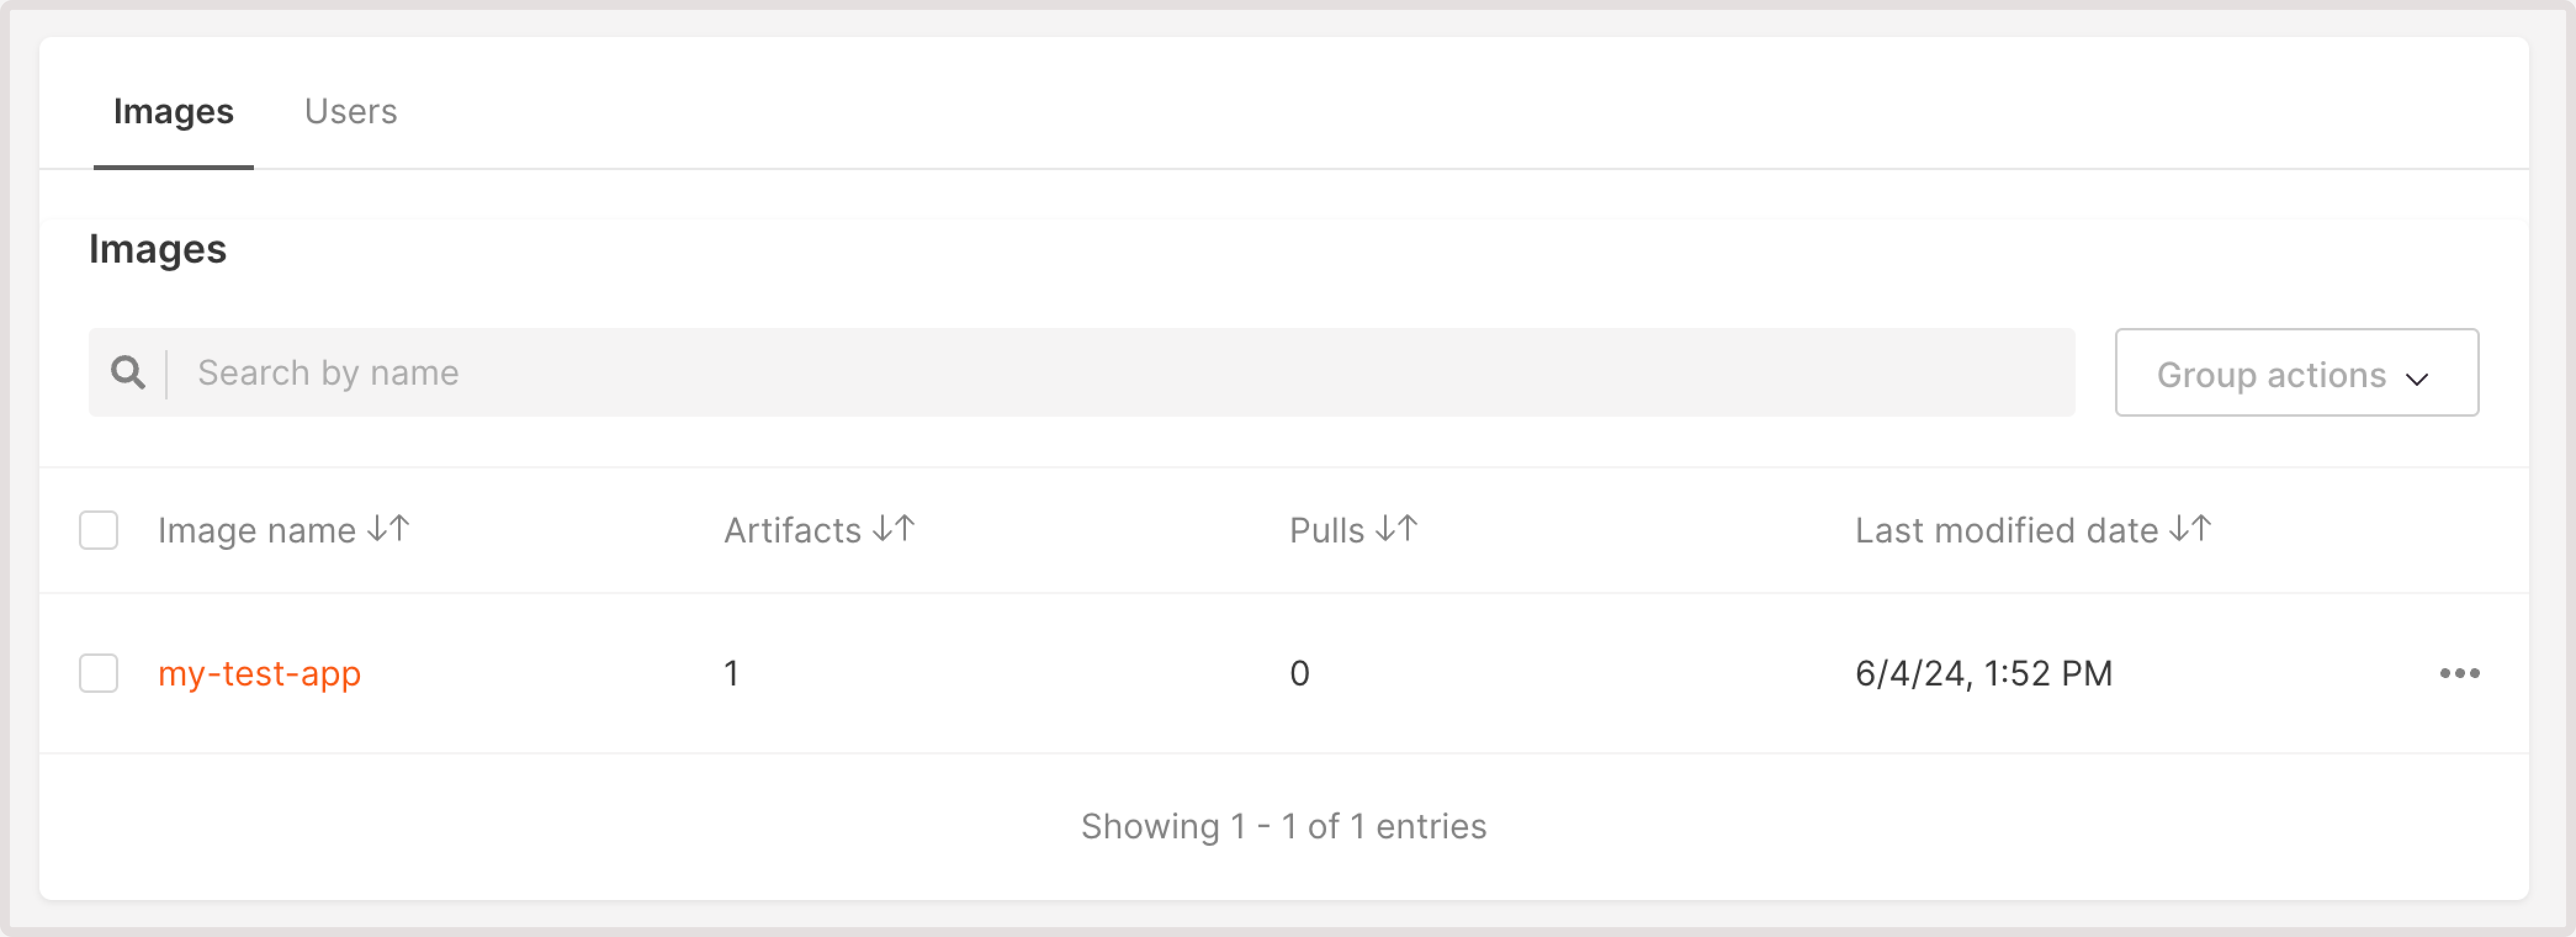 Images Users
Images
Search by name
Group actions
Image name Artifacts Pulls Last modified date
my-test-app 1 0 6/4/24, 1:52 PM
Showing 1 - 1 of 1 entries